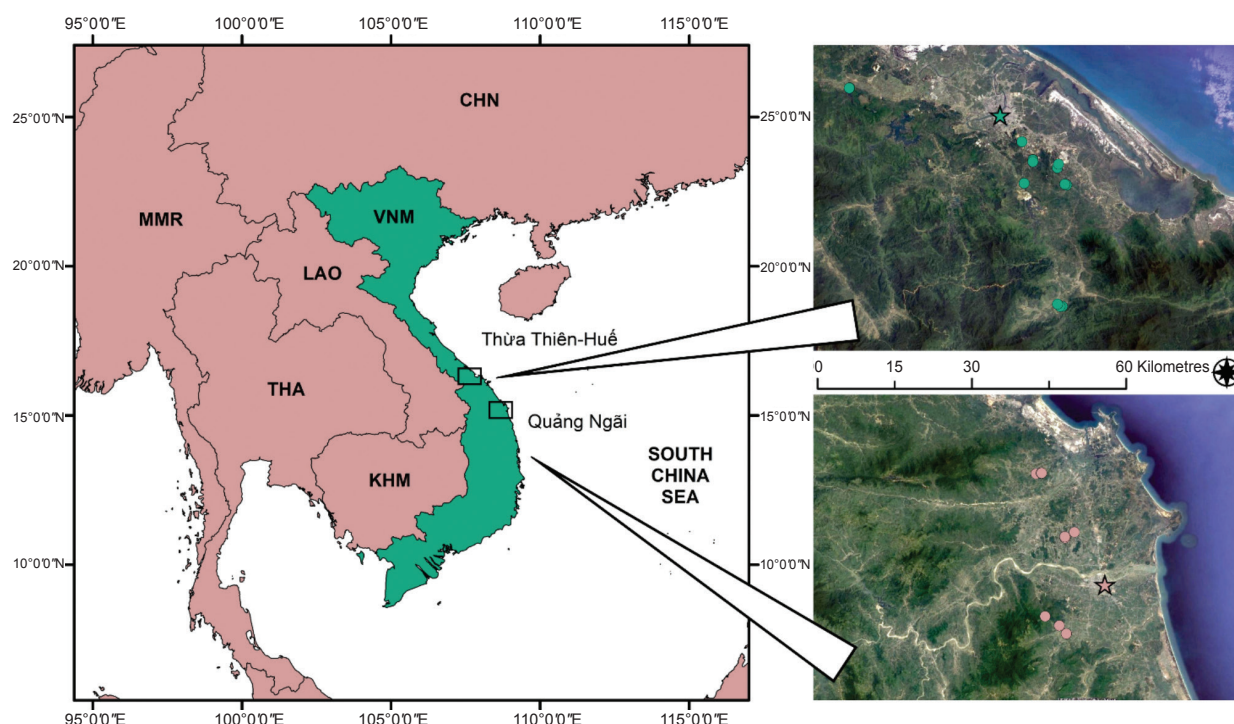 95°0'0"E 100°0'0"E 105°0'0"E 110°0'0"E 115°0'0"E
25°0'0"N
20°0'0"N
15°0'0"N
10°0'0"N
CHN
MMR
VNM
LAO
Thừa Thiên-Huế
THA
Quảng Ngãi
SOUTH
CHINA
SEA
KHM
95°0'0"E 100°0'0"E 105°0'0"E 110°0'0"E 115°0'0"E
25°0'0"N
20°0'0"N
15°0'0"N
10°0'0"N
0 15 30 60 Kilometres